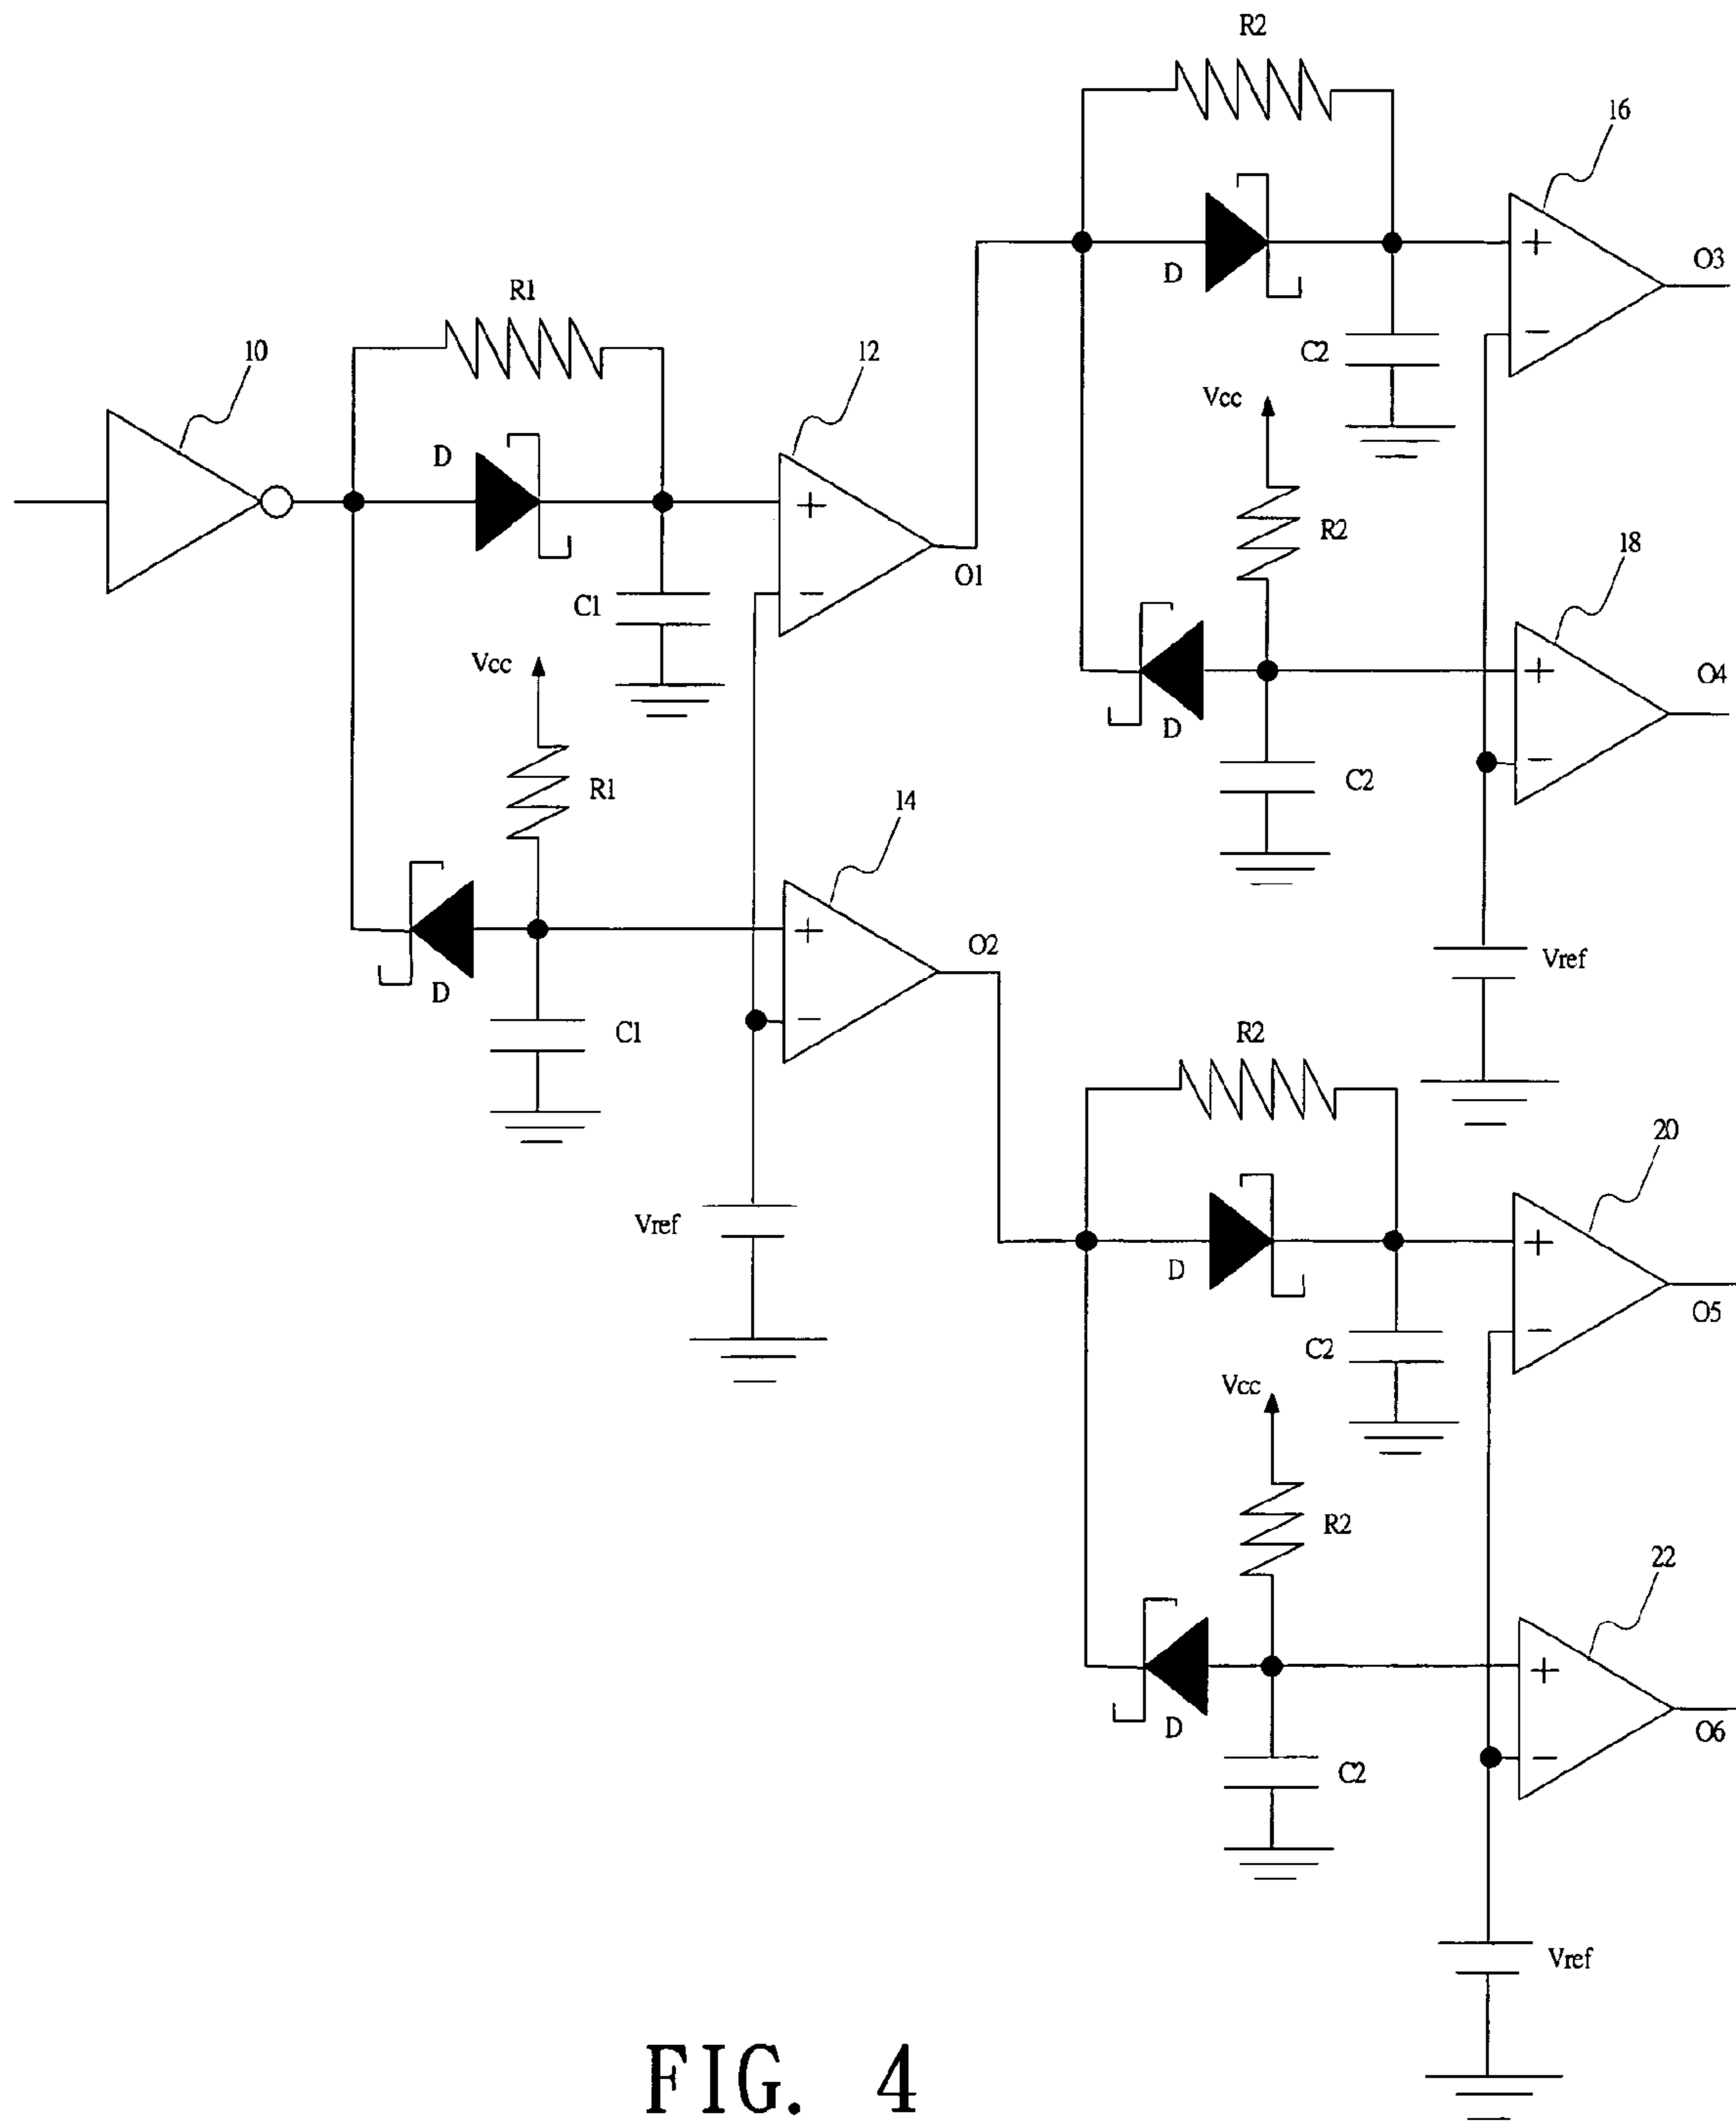 R2
16
+
D
O3
−
C2
R1
10
12
Vcc
D
R2
18
+
O1
C1
−
+
O4
Vcc
D
−
C2
R1
14
+
O2
D
Vref
−
C1
R2
20
Vref
+
D
O5
−
C2
Vcc
R2
22
+
D
O6
−
C2
Vref
FIG. 4